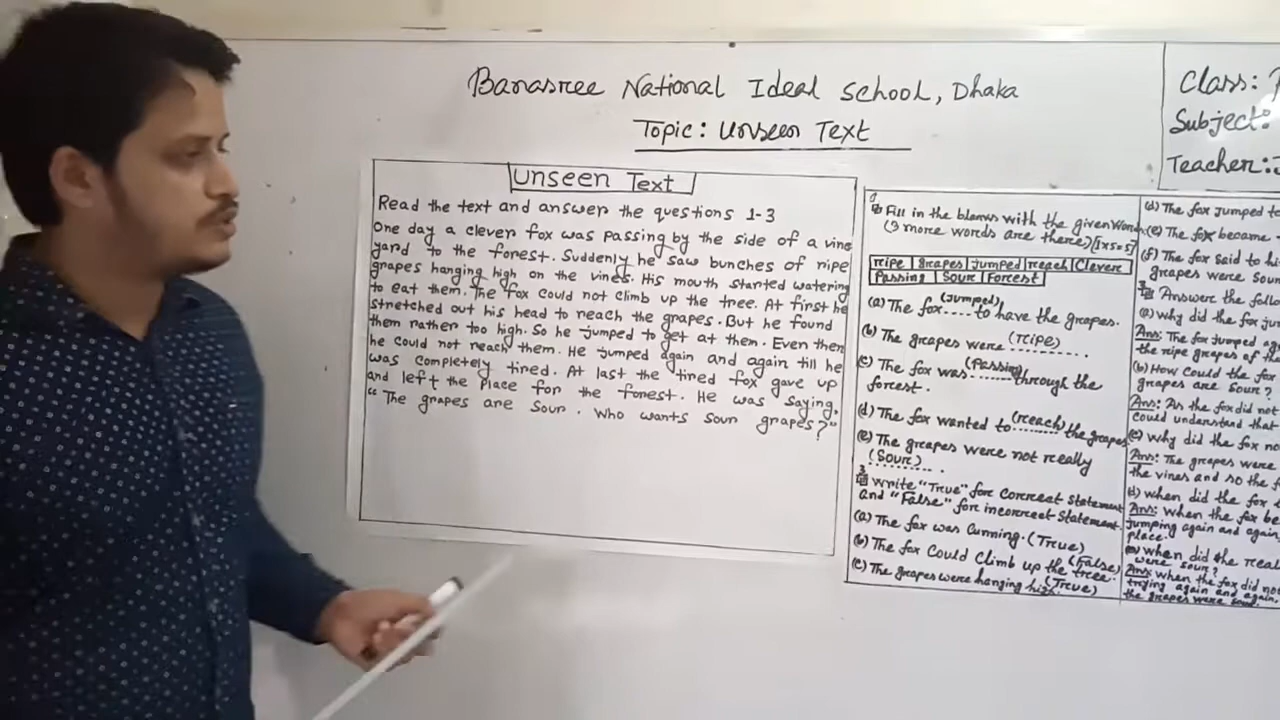 Banasree National Ideal School, Dhaka
Topic: Unseen Text
Class:
Subject:
Teacher:
Unseen Text
Read the text and answer the questions 1-3
One day a clever fox was passing by the side of a vine
yard to the forest. Suddenly he saw bunches of ripe
grapes hanging high on the vines. His mouth started watering
to eat them. The fox could not climb up the tree. At first he
stretched out his head to reach the grapes. But he found
them rather too high. So he jumped to get at them. Even then
he could not reach them. He jumped again and again till he
was completely tired. At last the tired fox gave up
and left the place for the forest. He was saying,
"The grapes are sour. Who wants sour grapes?"
Fill in the blanks with the given words
(3 more words are there) (1x5=5)
ripe grapes jumped reach Clever
Passing Sour Forest
(a) The fox (Jumped) .... to have the grapes.
(b) The grapes were (ripe) ........
(c) The fox was (Passing) ....... through the
forest.
(d) The fox wanted to (reach) ....... the grapes
(e) The grapes were not really
(Sour) ........
Write "True" for correct statement
and "False" for incorrect statement.
(a) The fox was Cunning. (True)
(b) The fox Could Climb up the tree. (False)
(c) The grapes were hanging high. (True)
(d) The fox jumped
(e) The fox became
(f) The fox said to
grapes were sour
Answer the
(a) Why did the fox
Ans: The fox jumped
the ripe grapes of
(b) How could the fox
grapes are sour?
Ans: As the fox did not
could understand that
(c) Why did the fox
Ans: The grapes were
the vines and so the
(d) When did the fox
Ans: When the fox
jumping again and again,
place.
(e) When did the
were sour?
Ans: When the fox did
trying again and again,
the grapes were